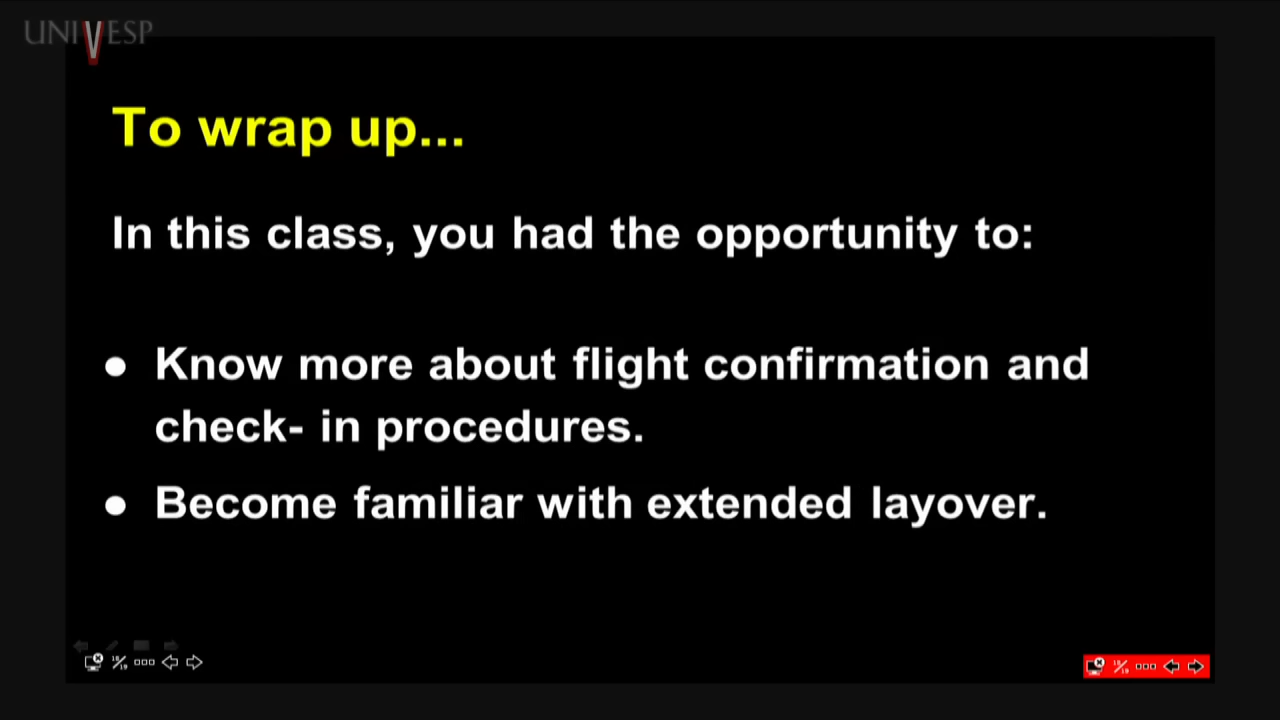 UNIVESP
To wrap up...
In this class, you had the opportunity to:
● Know more about flight confirmation and
check- in procedures.
● Become familiar with extended layover.